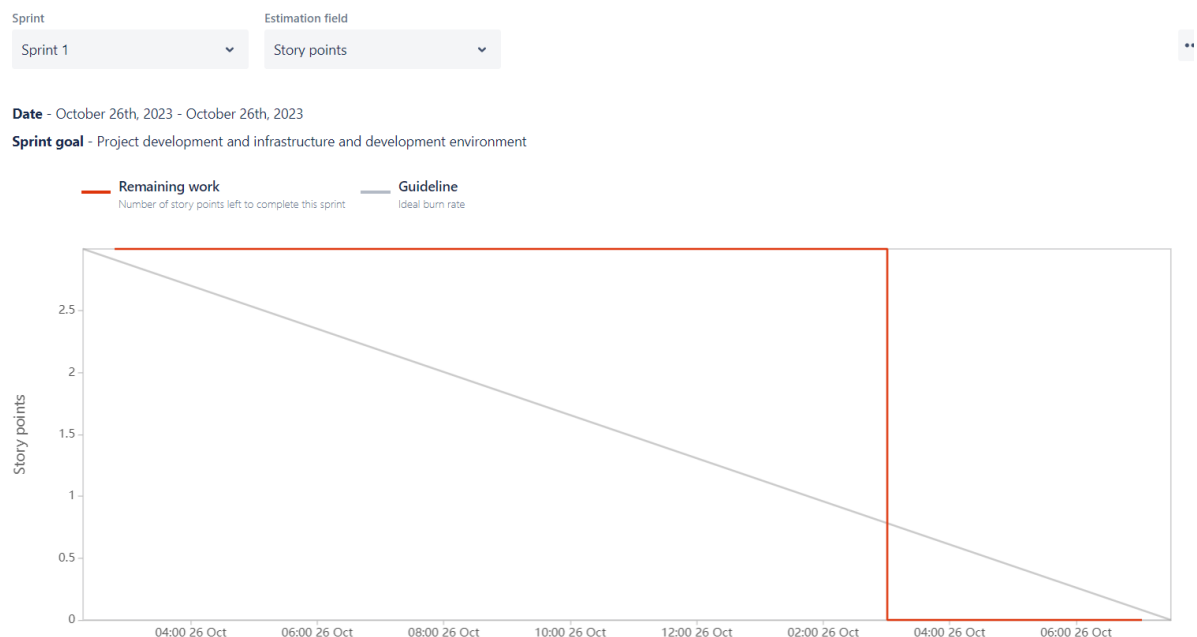 Sprint
Estimation field
Sprint 1
Story points
Date - October 26th, 2023 - October 26th, 2023
Sprint goal - Project development and infrastructure and development environment
Remaining work
Number of story points left to complete this sprint
Guideline
Ideal burn rate
Story points
2.5
2
1.5
1
0.5
0
04:00 26 Oct
06:00 26 Oct
08:00 26 Oct
10:00 26 Oct
12:00 26 Oct
02:00 26 Oct
04:00 26 Oct
06:00 26 Oct